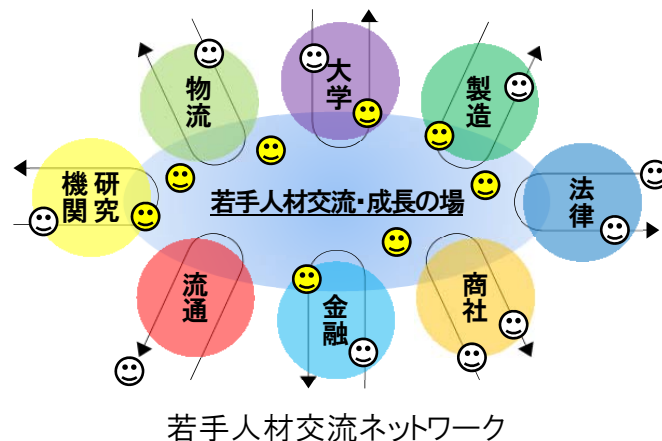 物流
大学
製造
研究
機関
若手人材交流・成長の場
法律
流通
金融
商社
若手人材交流ネットワーク